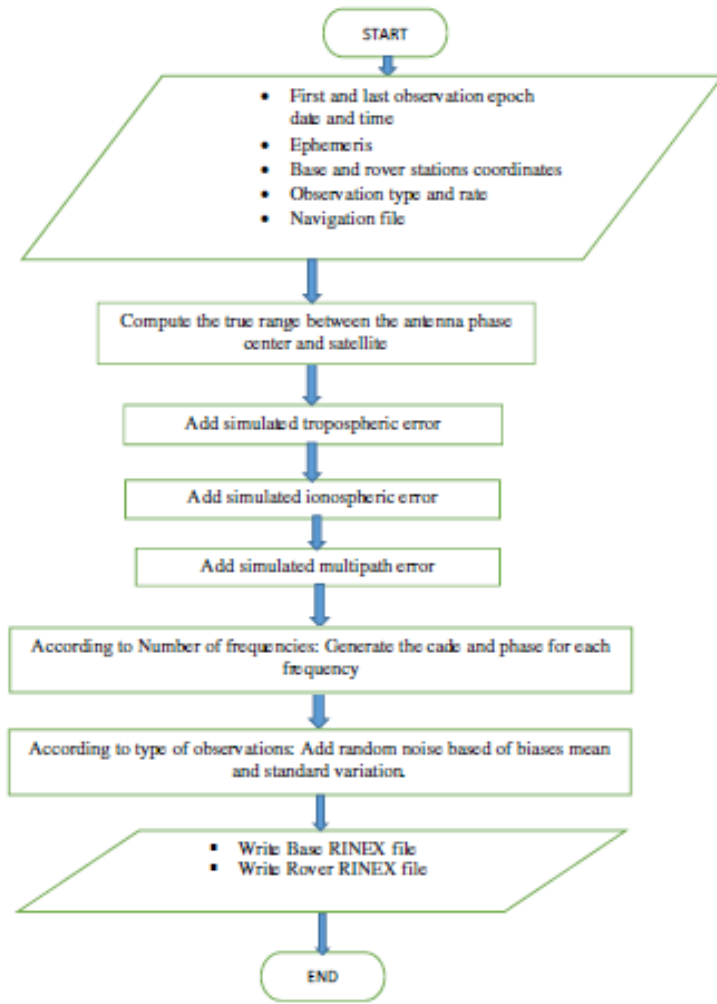 START
• First and last observation epoch
date and time
• Ephemeris
• Base and rover stations coordinates
• Observation type and rate
• Navigation file
Compute the true range between the antenna phase
center and satellite
Add simulated tropospheric error
Add simulated ionospheric error
Add simulated multipath error
According to Number of frequencies: Generate the cade and phase for each
frequency
According to type of observations: Add random noise based of biases mean
and standard variation.
▪ Write Base RINEX file
▪ Write Rover RINEX file
END